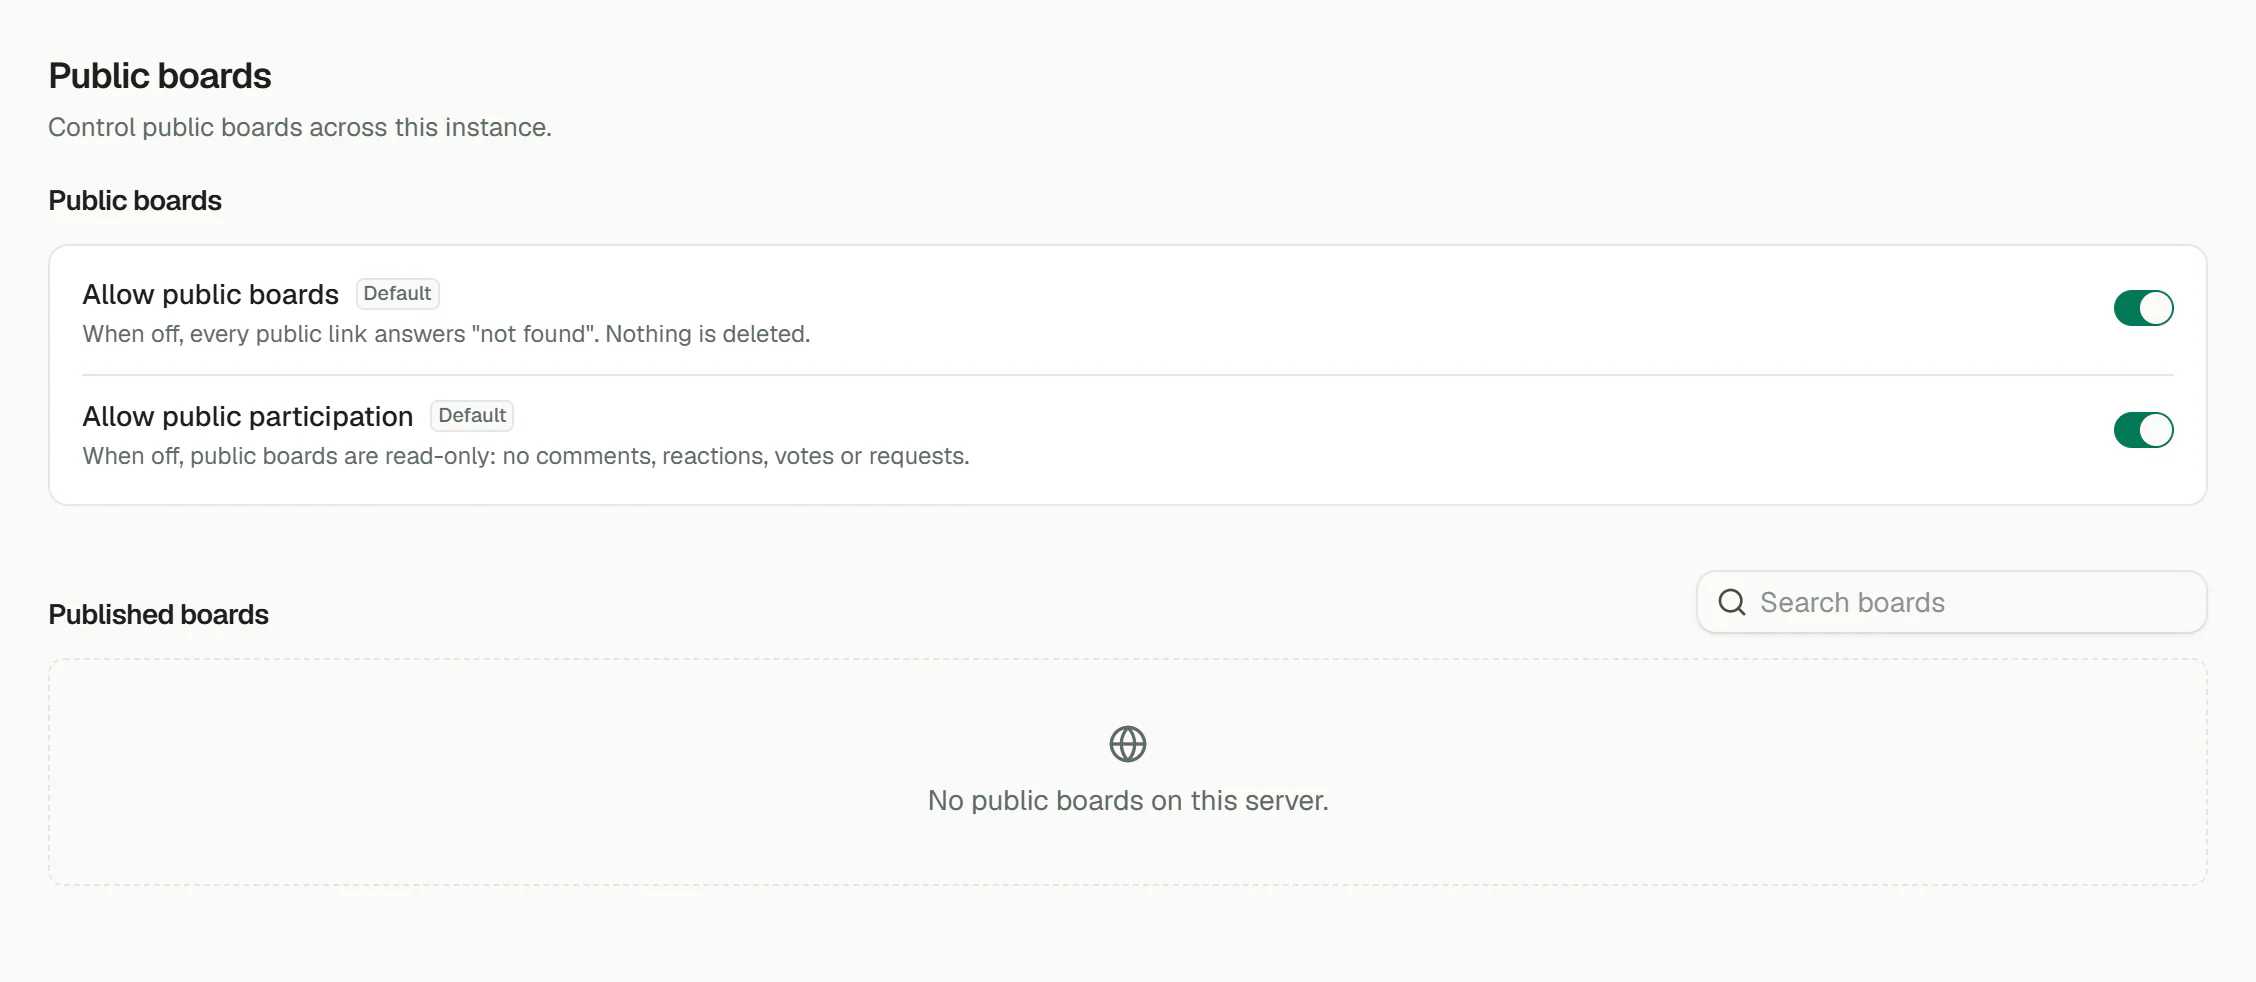 Public boards
Control public boards across this instance.
Public boards
Allow public boards Default
When off, every public link answers "not found". Nothing is deleted.
Allow public participation Default
When off, public boards are read-only: no comments, reactions, votes or requests.
Published boards
Search boards
No public boards on this server.